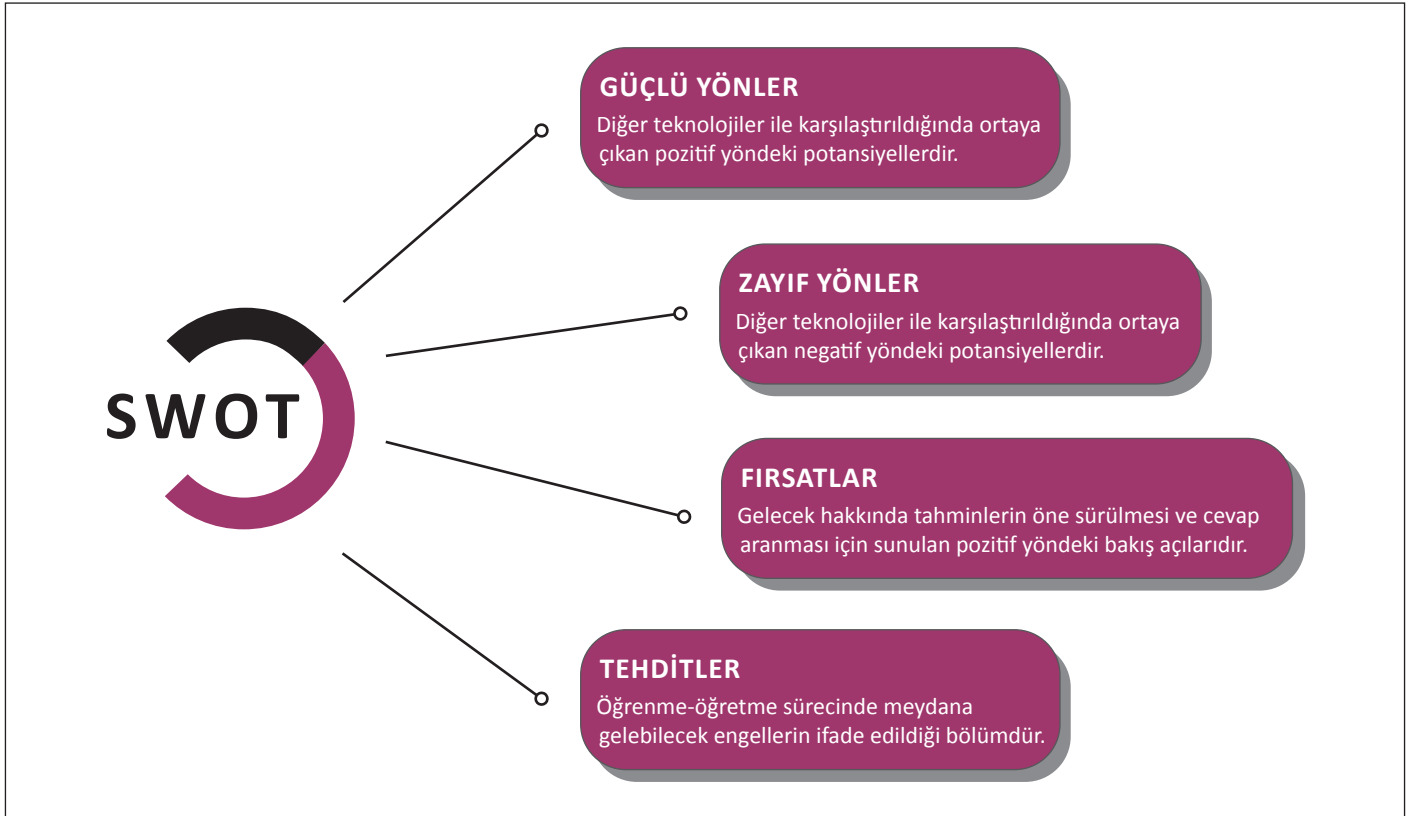 SWOT
GÜÇLÜ YÖNLER
Diğer teknolojiler ile karşılaştırıldığında ortaya
çıkan pozitif yöndeki potansiyellerdir.
ZAYIF YÖNLER
Diğer teknolojiler ile karşılaştırıldığında ortaya
çıkan negatif yöndeki potansiyellerdir.
FIRSATLAR
Gelecek hakkında tahminlerin öne sürülmesi ve cevap
aranması için sunulan pozitif yöndeki bakış açılarıdır.
TEHDİTLER
Öğrenme-öğretme sürecinde meydana
gelebilecek engellerin ifade edildiği bölümdür.